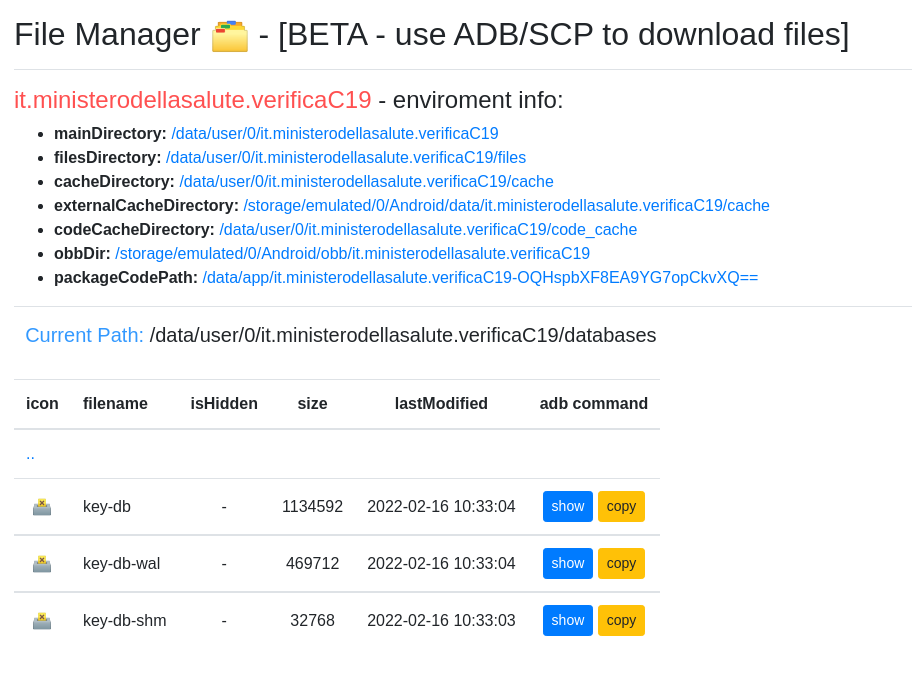 File Manager 🗂️ - [BETA - use ADB/SCP to download files]
it.ministerodellasalute.verificaC19 - enviroment info:
mainDirectory: /data/user/0/it.ministerodellasalute.verificaC19
filesDirectory: /data/user/0/it.ministerodellasalute.verificaC19/files
cacheDirectory: /data/user/0/it.ministerodellasalute.verificaC19/cache
externalCacheDirectory: /storage/emulated/0/Android/data/it.ministerodellasalute.verificaC19/cache
codeCacheDirectory: /data/user/0/it.ministerodellasalute.verificaC19/code_cache
obbDir: /storage/emulated/0/Android/obb/it.ministerodellasalute.verificaC19
packageCodePath: /data/app/it.ministerodellasalute.verificaC19-OQHspbXF8EA9YG7opCkvXQ==
Current Path: /data/user/0/it.ministerodellasalute.verificaC19/databases
icon filename isHidden size lastModified adb command
..
key-db - 1134592 2022-02-16 10:33:04 show copy
key-db-wal - 469712 2022-02-16 10:33:04 show copy
key-db-shm - 32768 2022-02-16 10:33:03 show copy